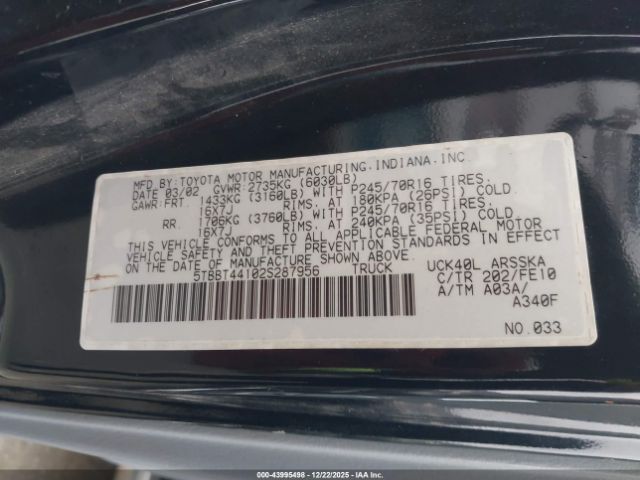 MFD.BY:TOYOTA MOTOR MANUFACTURING,INDIANA,INC.
DATE 03/02 GVWR:2735KG (6030LB)
GAWR:FRT. 1433KG (3160LB) WITH P245/70R16 TIRES,
16X7J RIMS, AT 180KPA (26PSI) COLD.
RR. 1706KG (3760LB) WITH P245/70R16 TIRES,
16X7J RIMS, AT 240KPA (35PSI) COLD
THIS VEHICLE CONFORMS TO ALL APPLICABLE FEDERAL MOTOR
VEHICLE SAFETY AND THEFT PREVENTION STANDARDS IN EFFECT
ON THE DATE OF MANUFACTURE SHOWN ABOVE.
5TBBT44102S287956 TRUCK
UCK40L ARSSKA
C/TR 202/FE10
A/TM A03A/
A340F
NO.033
000-43995498 - 12/22/2025 - IAAI.COM